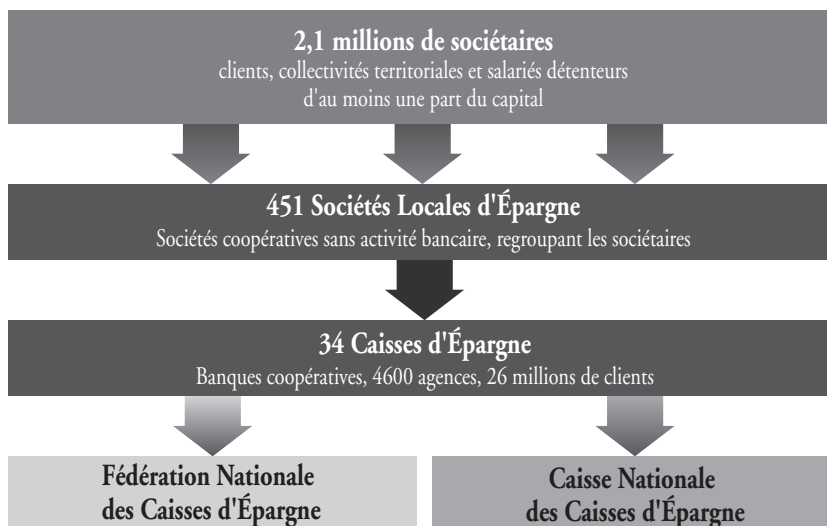 2,1 millions de sociétaires
clients, collectivités territoriales et salariés détenteurs
d'au moins une part du capital
451 Sociétés Locales d'Épargne
Sociétés coopératives sans activité bancaire, regroupant les sociétaires
34 Caisses d'Épargne
Banques coopératives, 4600 agences, 26 millions de clients
Fédération Nationale
des Caisses d'Épargne
Caisse Nationale
des Caisses d'Épargne